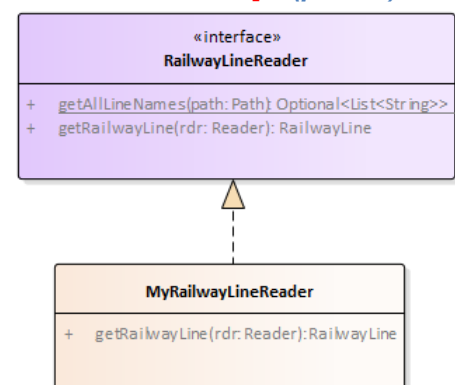 «interface»
RailwayLineReader
+ getAllLineNames(path: Path): Optional<List<String>>
+ getRailwayLine(rdr: Reader): RailwayLine
MyRailwayLineReader
+ getRailwayLine(rdr: Reader):RailwayLine